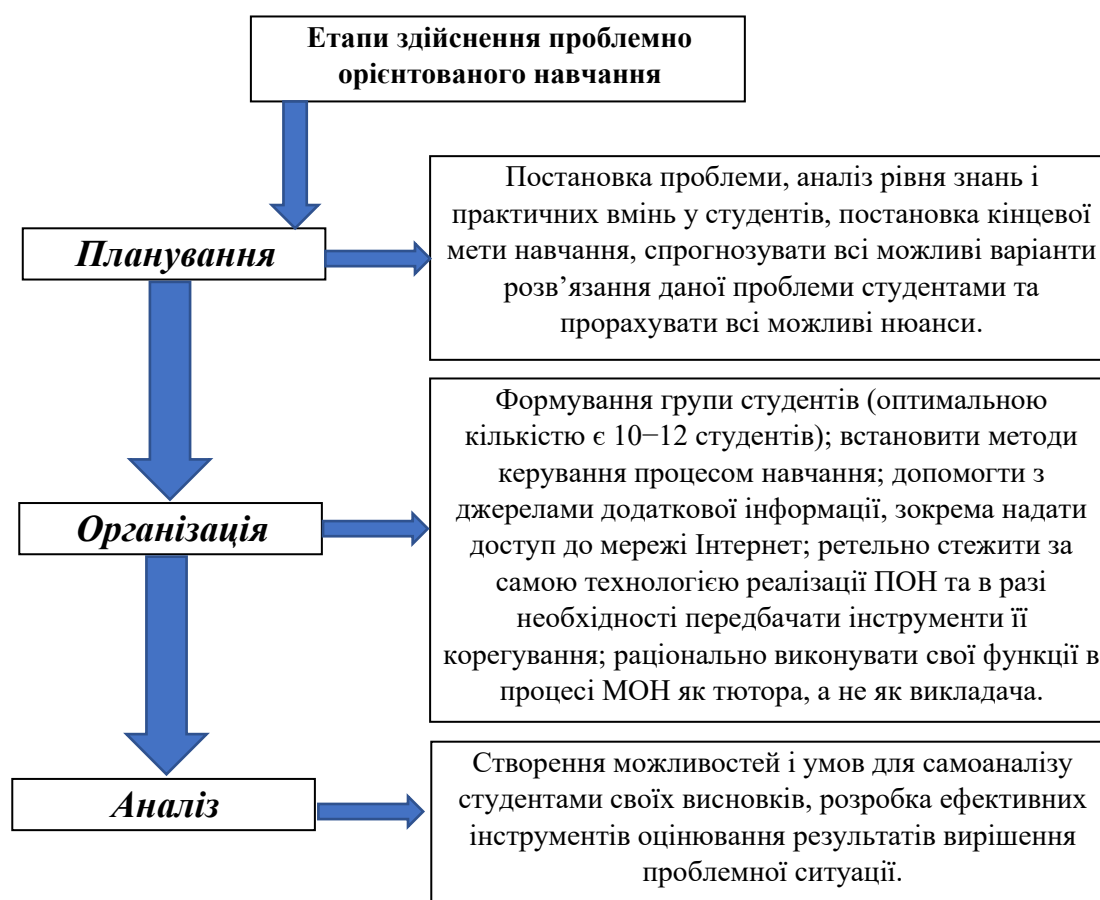 Етапи здійснення проблемно
орієнтованого навчання
Планування
Постановка проблеми, аналіз рівня знань і
практичних вмінь у студентів, постановка кінцевої
мети навчання, спрогнозувати всі можливі варіанти
розв’язання даної проблеми студентами та
прорахувати всі можливі нюанси.
Організація
Формування групи студентів (оптимальною
кількістю є 10−12 студентів); встановити методи
керування процесом навчання; допомогти з
джерелами додаткової інформації, зокрема надати
доступ до мережі Інтернет; ретельно стежити за
самою технологією реалізації ПОН та в разі
необхідності передбачати інструменти її
корегування; раціонально виконувати свої функції в
процесі МОН як тютора, а не як викладача.
Аналіз
Створення можливостей і умов для самоаналізу
студентами своїх висновків, розробка ефективних
інструментів оцінювання результатів вирішення
проблемної ситуації.